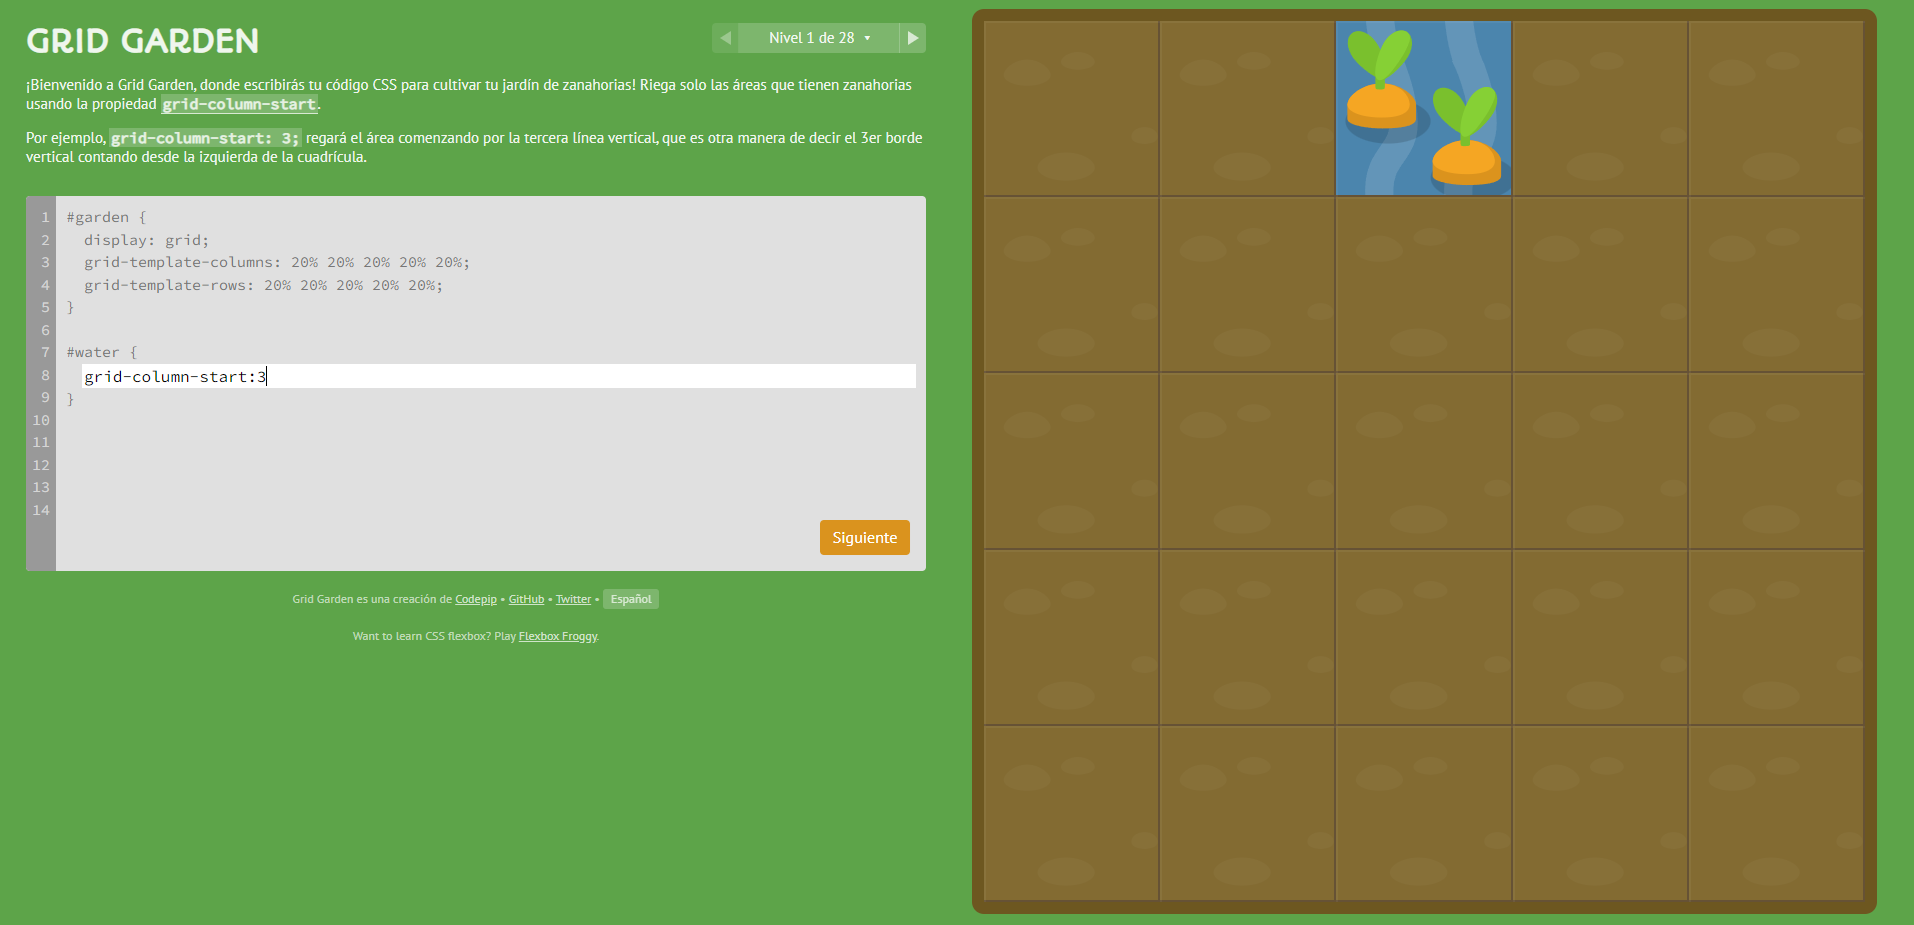 GRID GARDEN
Nivel 1 de 28
¡Bienvenido a Grid Garden, donde escribirás tu código CSS para cultivar tu jardín de zanahorias! Riega solo las áreas que tienen zanahorias
usando la propiedad grid-column-start.
Por ejemplo, grid-column-start: 3; regará el área comenzando por la tercera línea vertical, que es otra manera de decir el 3er borde
vertical contando desde la izquierda de la cuadrícula.
1 #garden {
2 display: grid;
3 grid-template-columns: 20% 20% 20% 20% 20%;
4 grid-template-rows: 20% 20% 20% 20% 20%;
5 }
6
7 #water {
8 grid-column-start:3
9 }
10
11
12
13
14
Siguiente
Grid Garden es una creación de Codepip • GitHub • Twitter • Español
Want to learn CSS flexbox? Play Flexbox Froggy.